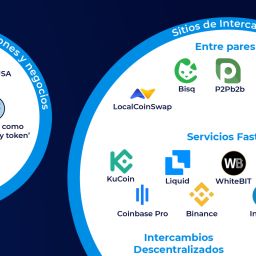 ones y negocios
SA
como
y token'
Sitios de Interca
Entre pares
Bisq
P2Pb2b
LocalCoinSwap
Servicios Fast
KuCoin
Liquid
WB
WhiteBIT
Coinbase Pro
Binance
In
Intercambios
Descentralizados